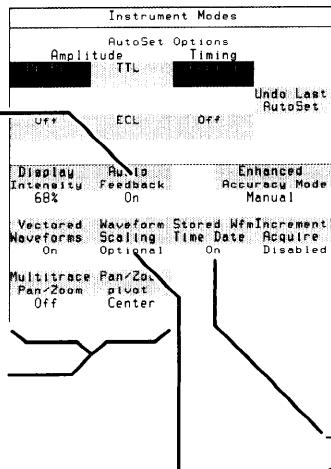 Instrument Modes
AutoSet Options
Amplitude Timing
TTL
Undo Last
AutoSet
Off ECL Off
Display Audio Enhanced
Intensity Feedback Accuracy Mode
68% On Manual
Vectored Waveform Stored Wfm Increment
Waveforms Scaling Time Date Acquire
On Optional On Disabled
Multitrace Pan/Zoom
Pan/Zoom pivot
Off Center